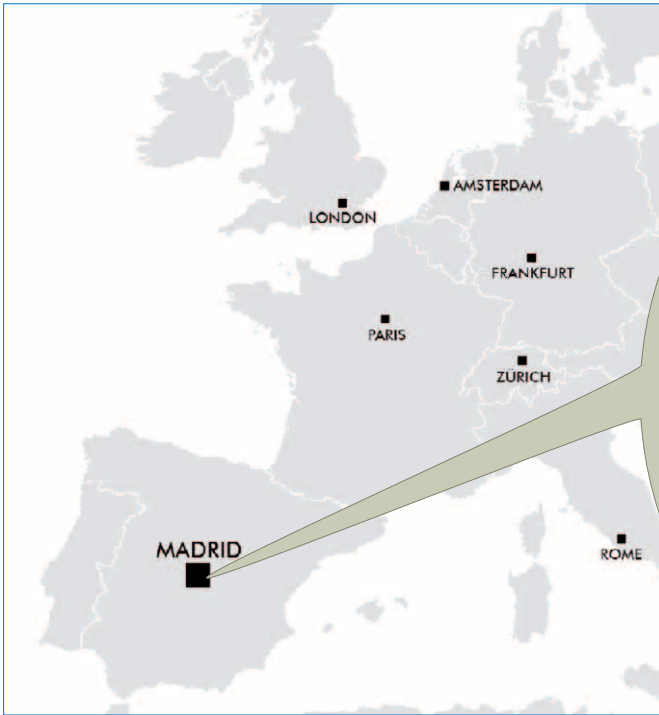 AMSTERDAM
LONDON
FRANKFURT
PARIS
ZÜRICH
MADRID
ROME